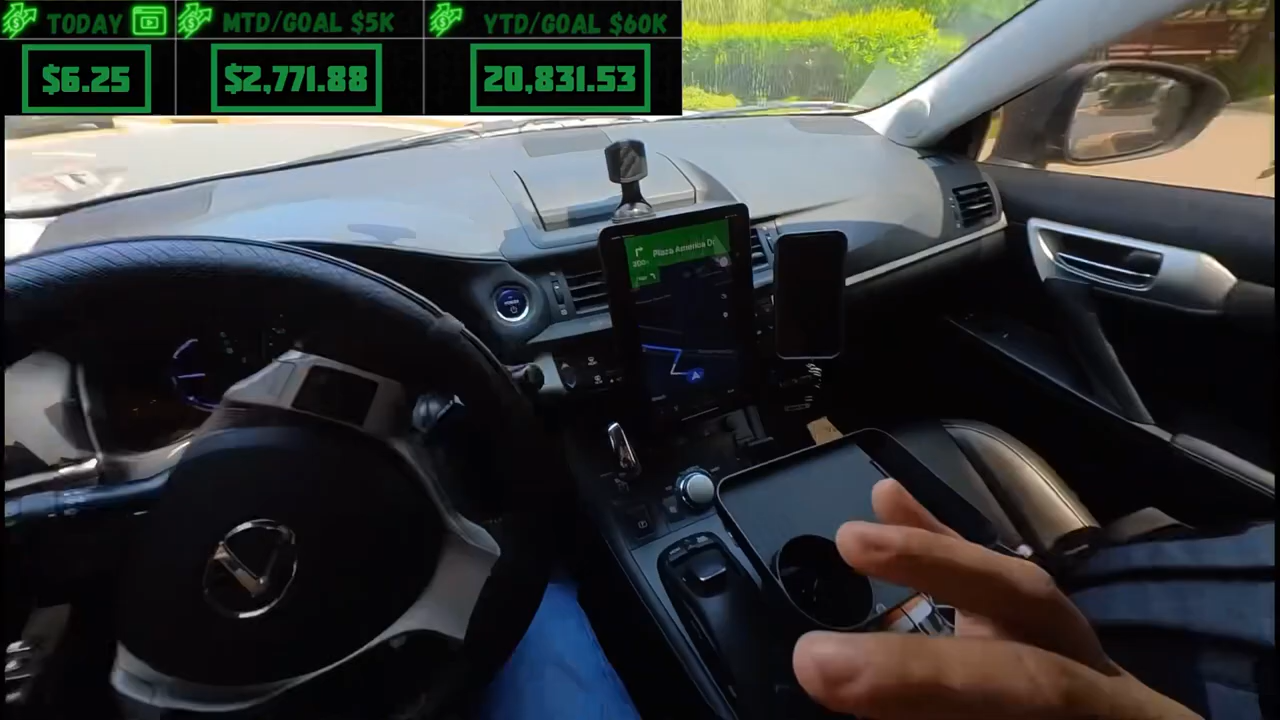 TODAY
MTD/GOAL $5K
YTD/GOAL $60K
$6.25
$2,771.88
20,831.53
Plaza America Dr